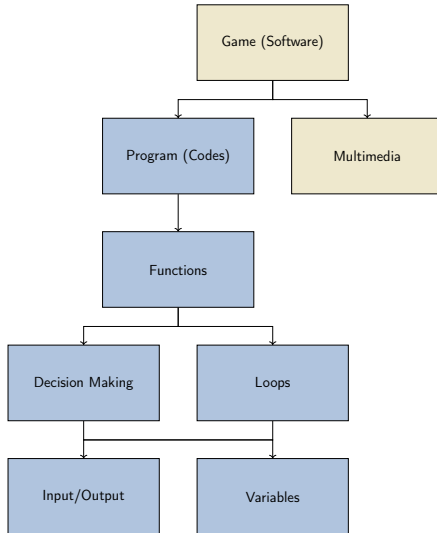 Game (Software)
Program (Codes)
Multimedia
Functions
Decision Making
Loops
Input/Output
Variables